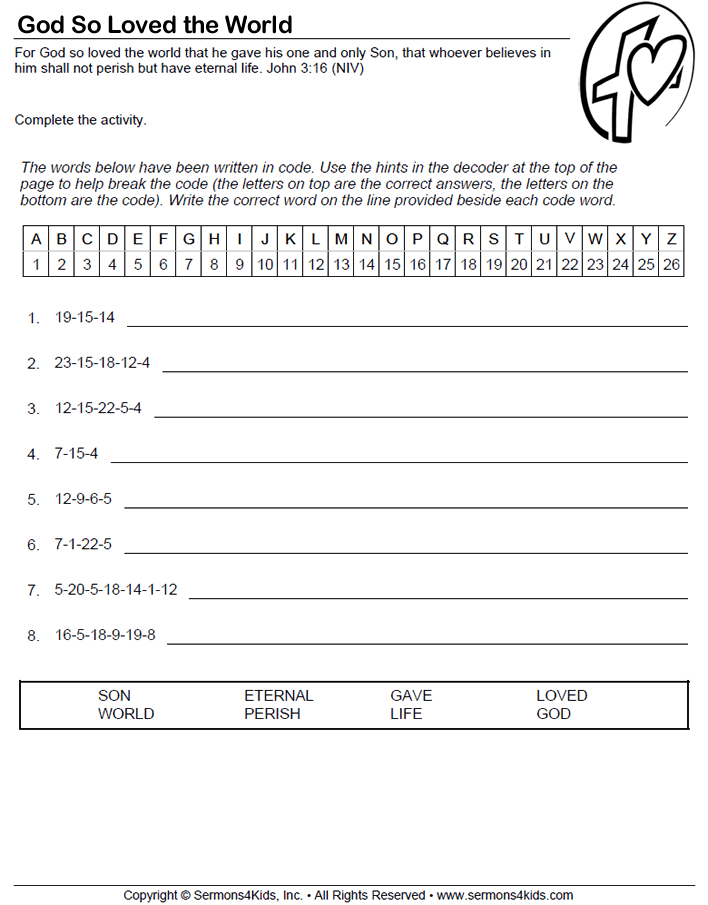 God So Loved the World
For God so loved the world that he gave his one and only Son, that whoever believes in
him shall not perish but have eternal life. John 3:16 (NIV)
Complete the activity.
The words below have been written in code. Use the hints in the decoder at the top of the
page to help break the code (the letters on top are the correct answers, the letters on the
bottom are the code). Write the correct word on the line provided beside each code word.
A B C D E F G H I J K L M N O P Q R S T U V W X Y Z
1 2 3 4 5 6 7 8 9 10 11 12 13 14 15 16 17 18 19 20 21 22 23 24 25 26
1. 19-15-14
2. 23-15-18-12-4
3. 12-15-22-5-4
4. 7-15-4
5. 12-9-6-5
6. 7-1-22-5
7. 5-20-5-18-14-1-12
8. 16-5-18-9-19-8
SON ETERNAL GAVE LOVED
WORLD PERISH LIFE GOD
Copyright © Sermons4Kids, Inc. • All Rights Reserved • www.sermons4kids.com